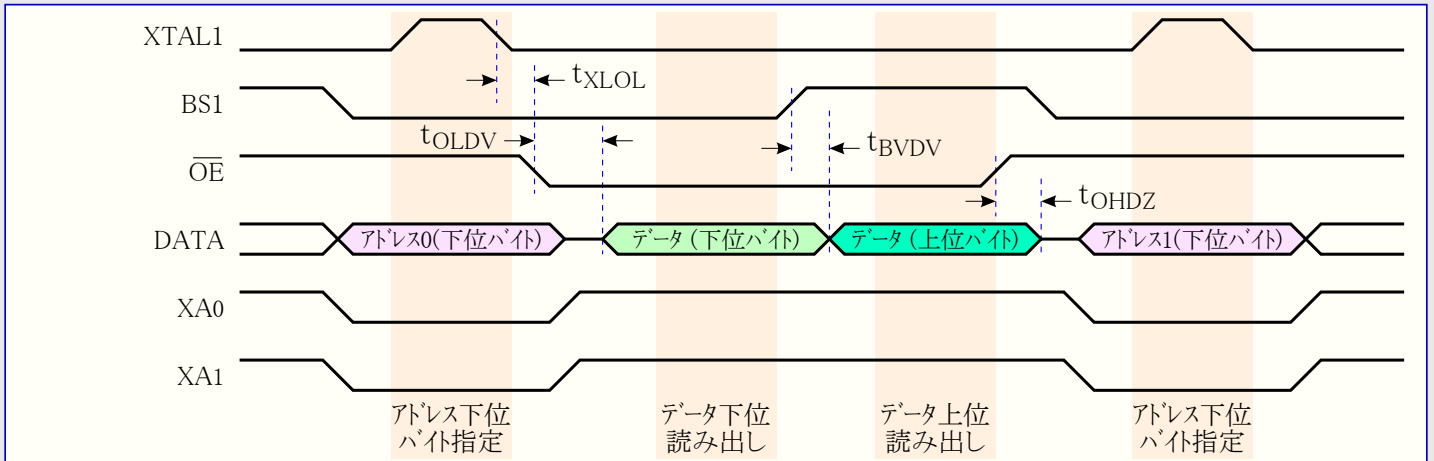 XTAL1
tXLOL
BS1
tOLDV
tBVDV
OE
tOHDZ
DATA
アドレス0(下位バイト)
データ (下位バイト)
データ (上位バイト)
アドレス1(下位バイト)
XA0
XA1
アドレス下位
バイト指定
データ下位
読み出し
データ上位
読み出し
アドレス下位
バイト指定